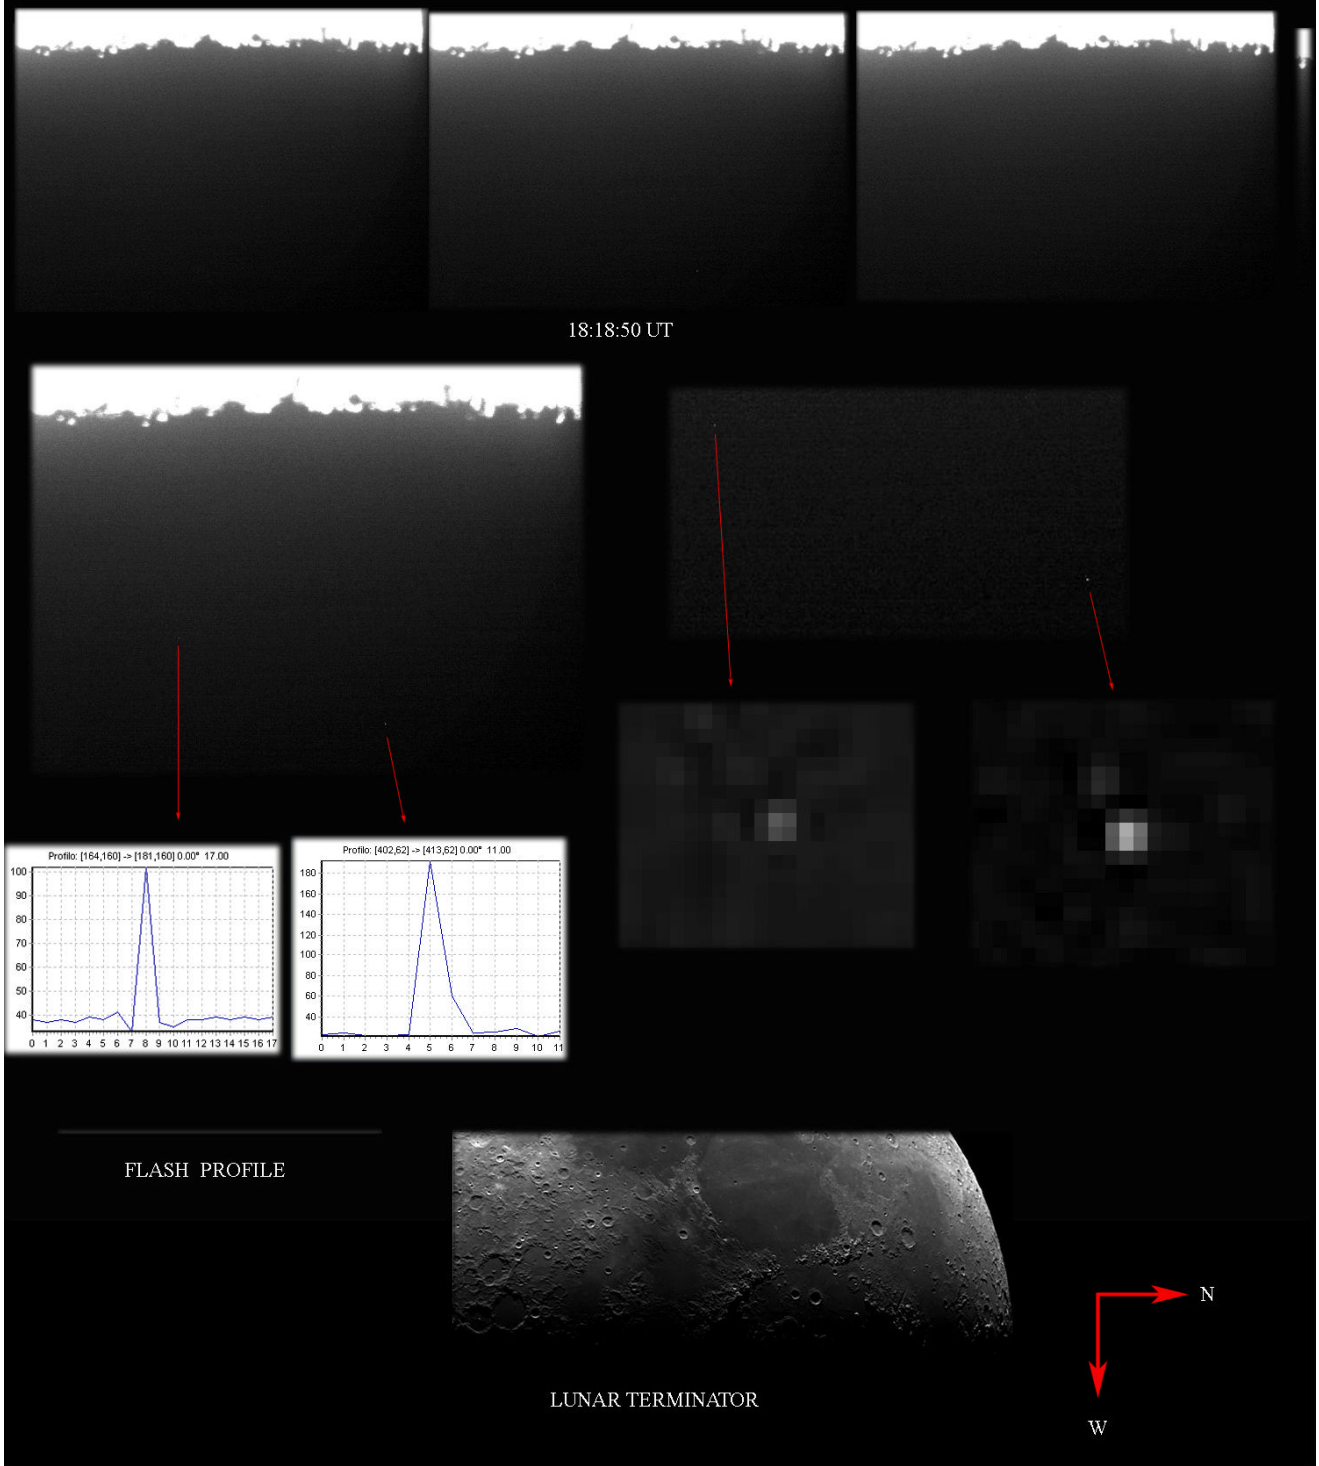 18:18:50 UT
Profilo: [164,160] -> [181,160] 0.00° 17.00
100
90
80
70
60
50
40
0 1 2 3 4 5 6 7 8 9 10 11 12 13 14 15 16 17
Profilo: [402,62] -> [413,62] 0.00° 11.00
180
160
140
120
100
80
60
40
0 1 2 3 4 5 6 7 8 9 10 11
FLASH PROFILE
N
LUNAR TERMINATOR
W